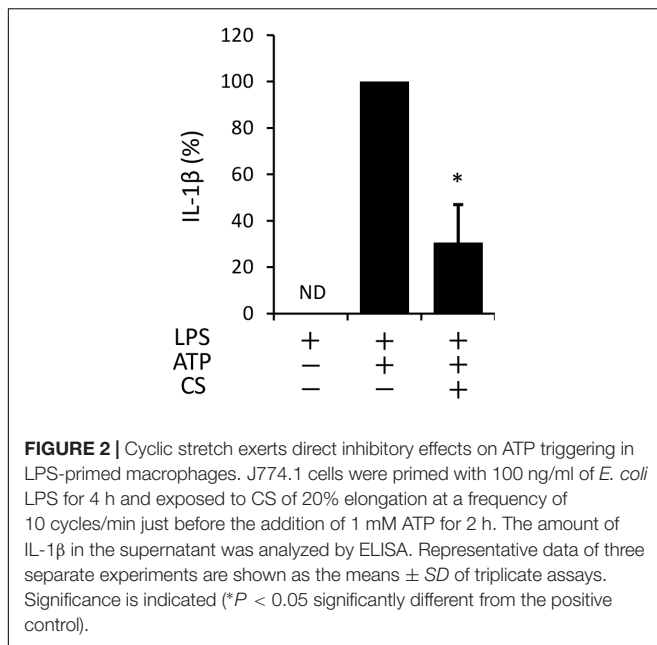 120
100
80
60
40
20
0
IL-1β (%)
ND
*
LPS + + +
ATP – + +
CS – – +
FIGURE 2 | Cyclic stretch exerts direct inhibitory effects on ATP triggering in
LPS-primed macrophages. J774.1 cells were primed with 100 ng/ml of E. coli
LPS for 4 h and exposed to CS of 20% elongation at a frequency of
10 cycles/min just before the addition of 1 mM ATP for 2 h. The amount of
IL-1β in the supernatant was analyzed by ELISA. Representative data of three
separate experiments are shown as the means ± SD of triplicate assays.
Significance is indicated (*P < 0.05 significantly different from the positive
control).